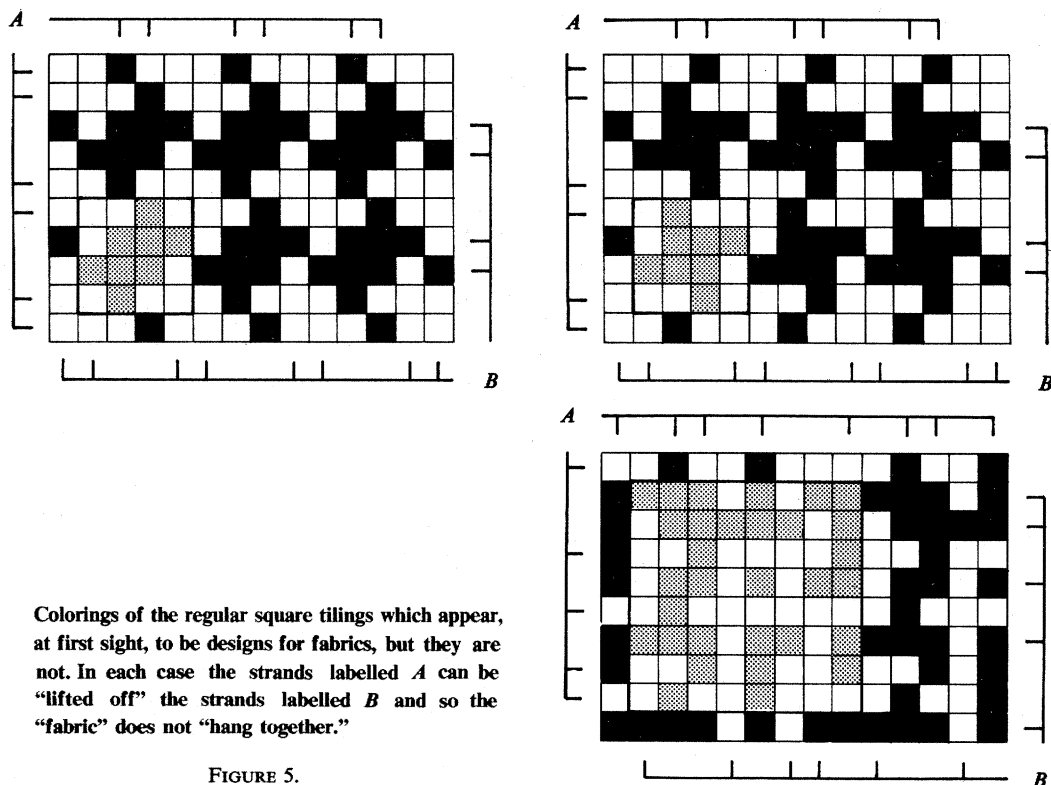 A
A
B
B
A
Colorings of the regular square tilings which appear,
at first sight, to be designs for fabrics, but they are
not. In each case the strands labelled A can be
"lifted off" the strands labelled B and so the
"fabric" does not "hang together."
FIGURE 5.
B